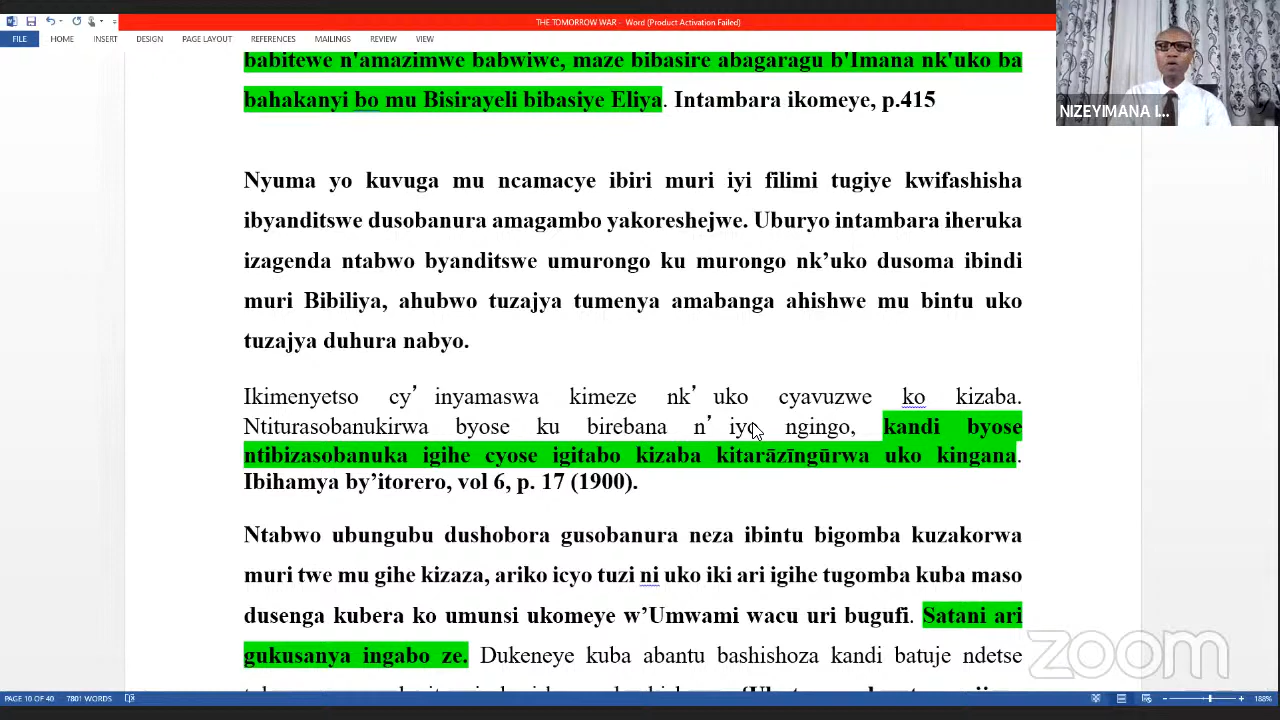 THE TOMORROW WAR - Word (Product Activation Failed)
FILE HOME INSERT DESIGN PAGE LAYOUT REFERENCES MAILINGS REVIEW VIEW
babitewe n'amazimwe babwiwe, maze bibasire abagaragu b'Imana nk'uko ba
bahakanyi bo mu Bisirayeli bibasiye Eliya. Intambara ikomeye, p.415
NIZEYIMANA I...
Nyuma yo kuvuga mu ncamacye ibiri muri iyi filimi tugiye kwifashisha
ibyanditswe dusobanura amagambo yakoreshejwe. Uburyo intambara iheruka
izagenda ntabwo byanditswe umurongo ku murongo nk’uko dusoma ibindi
muri Bibiliya, ahubwo tuzajya tumenya amabanga ahishwe mu bintu uko
tuzajya duhura nabyo.
Ikimenyetso cy’ inyamaswa kimeze nk’ uko cyavuzwe ko kizaba.
Ntiturasobanukirwa byose ku birebana n’ iyo ngingo, kandi byose
ntibizasobanuka igihe cyose igitabo kizaba kitarāzīngūrwa uko kingana.
Ibihamya by’itorero, vol 6, p. 17 (1900).
Ntabwo ubungubu dushobora gusobanura neza ibintu bigomba kuzakorwa
muri twe mu gihe kizaza, ariko icyo tuzi ni uko iki ari igihe tugomba kuba maso
dusenga kubera ko umunsi ukomeye w’Umwami wacu uri bugufi. Satani ari
gukusanya ingabo ze. Dukeneye kuba abantu bashishoza kandi batuje ndetse
zoom
PAGE 10 OF 40 7801 WORDS 188%